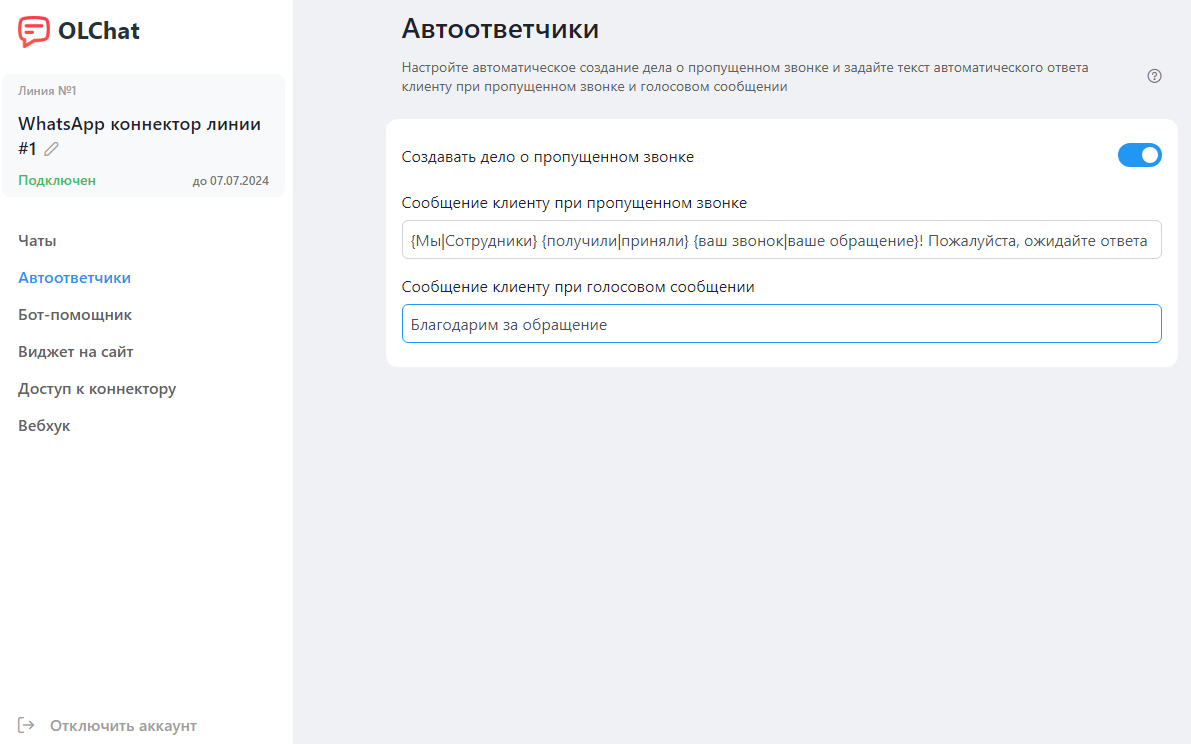 OLChat
Линия №1
WhatsApp коннектор линии
#1
Подключен
до 07.07.2024
Чаты
Автоответчики
Бот-помощник
Виджет на сайт
Доступ к коннектору
Вебхук
Отключить аккаунт
Автоответчики
Настройте автоматическое создание дела о пропущенном звонке и задайте текст автоматического ответа
клиенту при пропущенном звонке и голосовом сообщении
Создавать дело о пропущенном звонке
Сообщение клиенту при пропущенном звонке
{Мы|Сотрудники} {получили|приняли} {ваш звонок|ваше обращение}! Пожалуйста, ожидайте ответа
Сообщение клиенту при голосовом сообщении
Благодарим за обращение